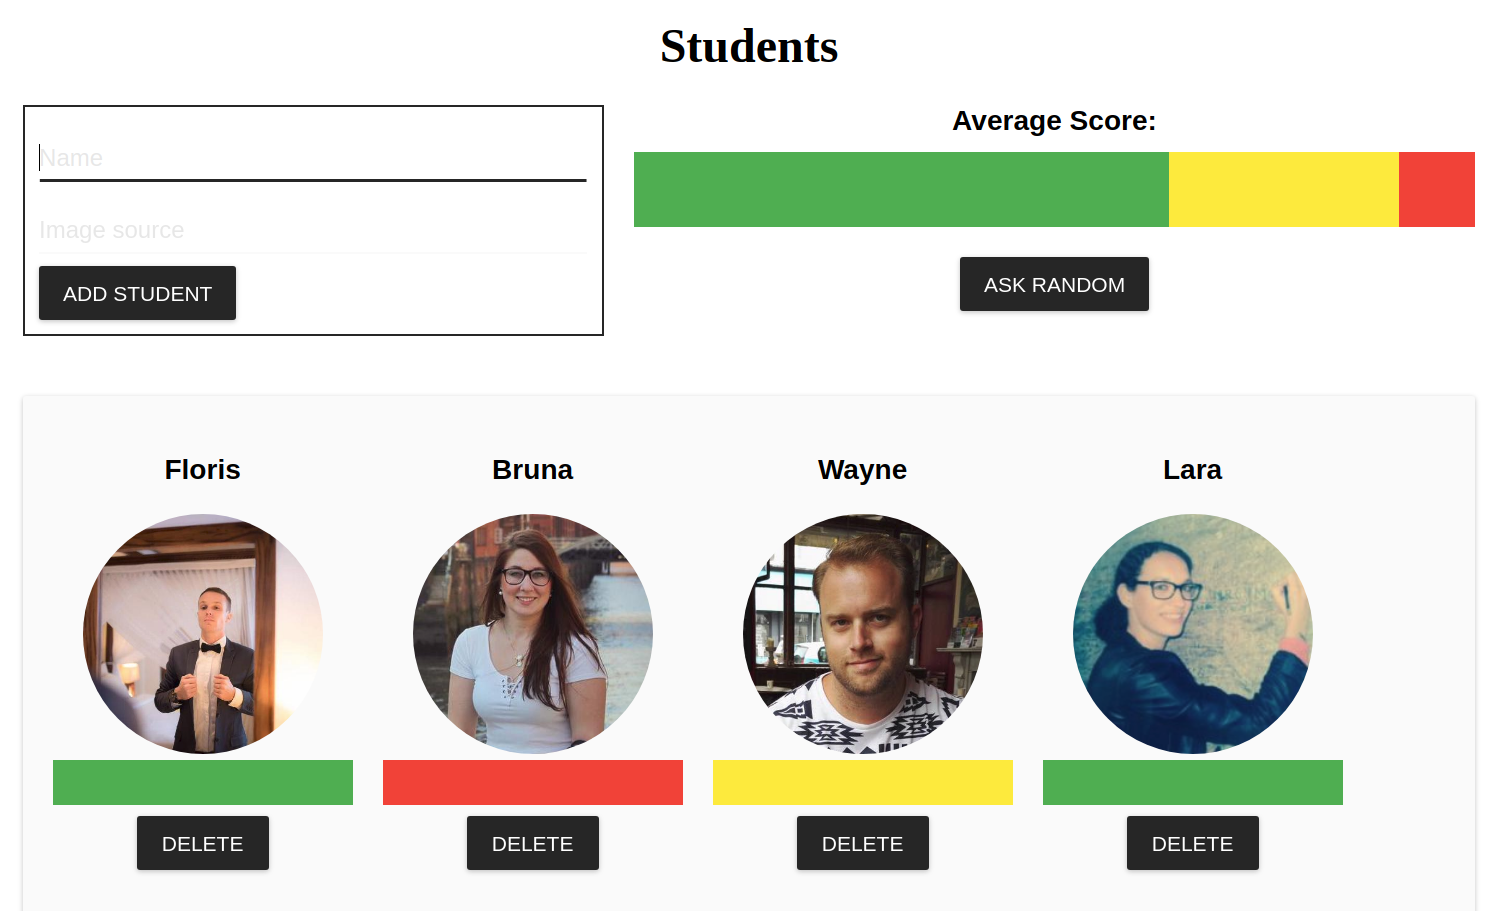 Students
Name
Image source
ADD STUDENT
Average Score:
ASK RANDOM
Floris
Bruna
Wayne
Lara
DELETE
DELETE
DELETE
DELETE